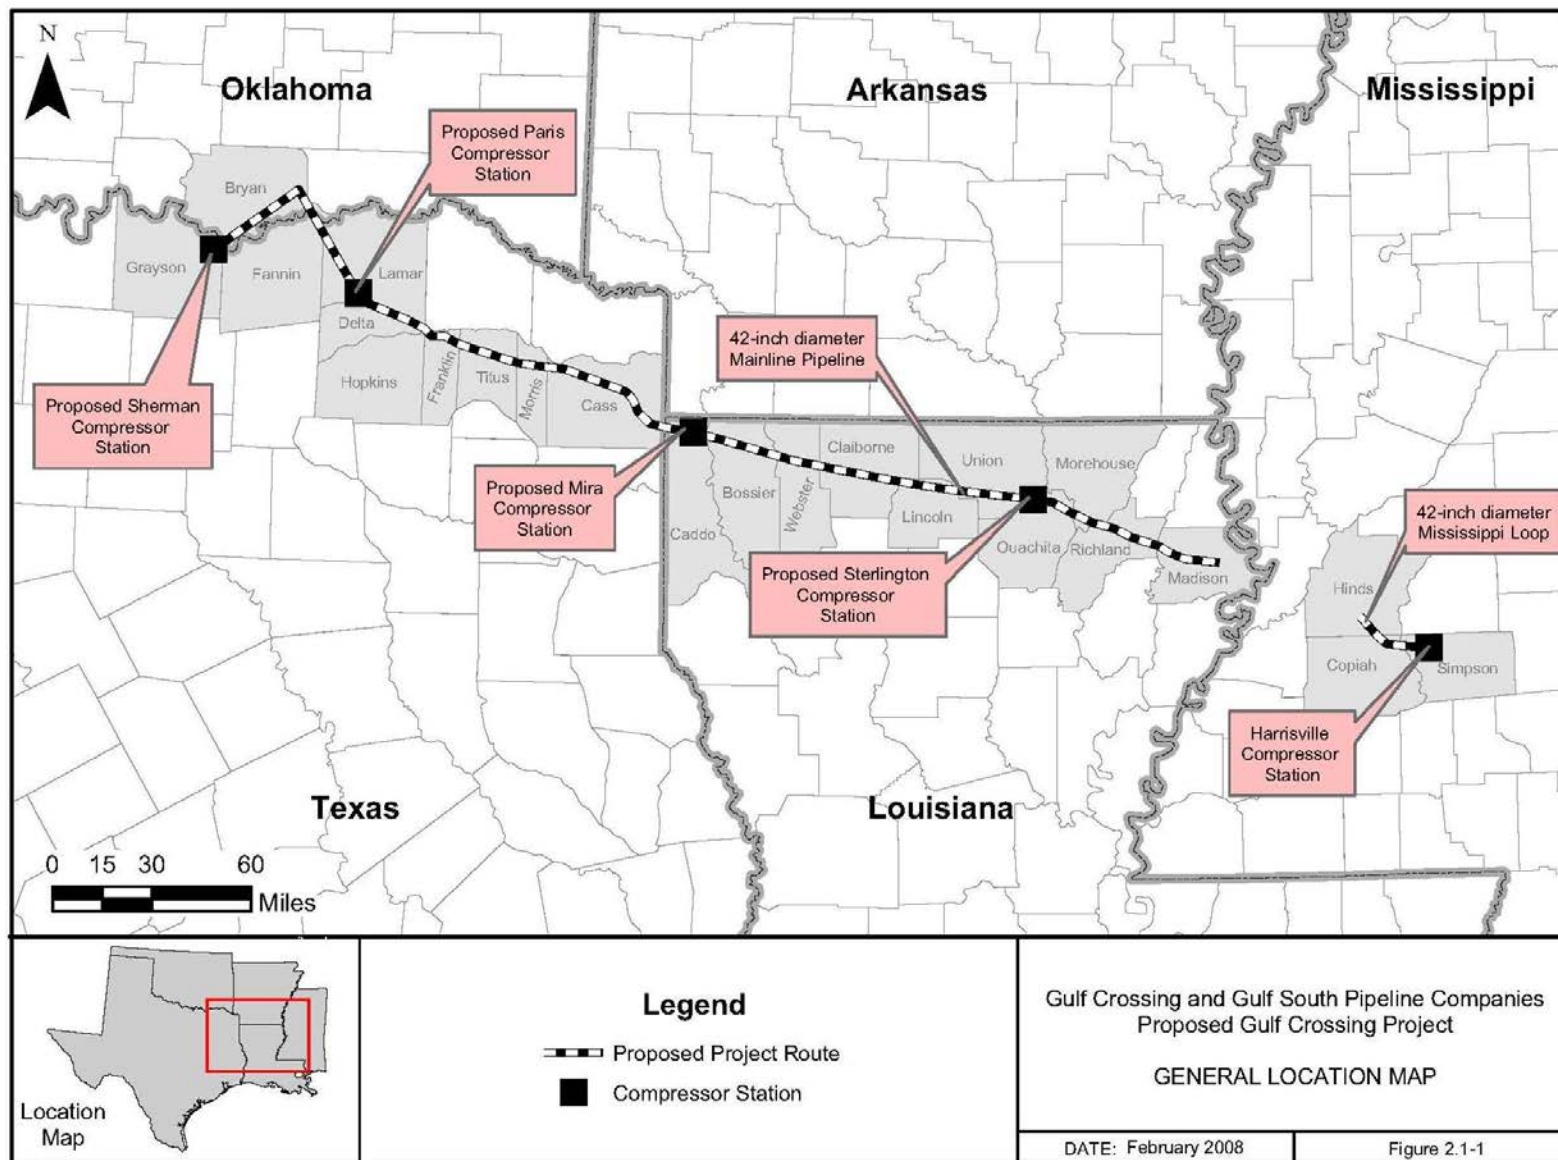 N
Oklahoma
Arkansas
Mississippi
Proposed Paris
Compressor
Station
Bryan
Grayson
Fannin
Lamar
Delta
Hopkins
Franklin
Titus
Morris
Cass
Proposed Sherman
Compressor
Station
42-inch diameter
Mainline Pipeline
Proposed Mira
Compressor
Station
Caddo
Bossier
Webster
Claiborne
Lincoln
Union
Morehouse
Ouachita
Richland
Madison
Proposed Sterlington
Compressor
Station
42-inch diameter
Mississippi Loop
Hinds
Copiah
Simpson
Harrisville
Compressor
Station
Texas
Louisiana
0 15 30 60
Miles
Location
Map
Legend
Proposed Project Route
Compressor Station
Gulf Crossing and Gulf South Pipeline Companies
Proposed Gulf Crossing Project
GENERAL LOCATION MAP
DATE: February 2008
Figure 2.1-1